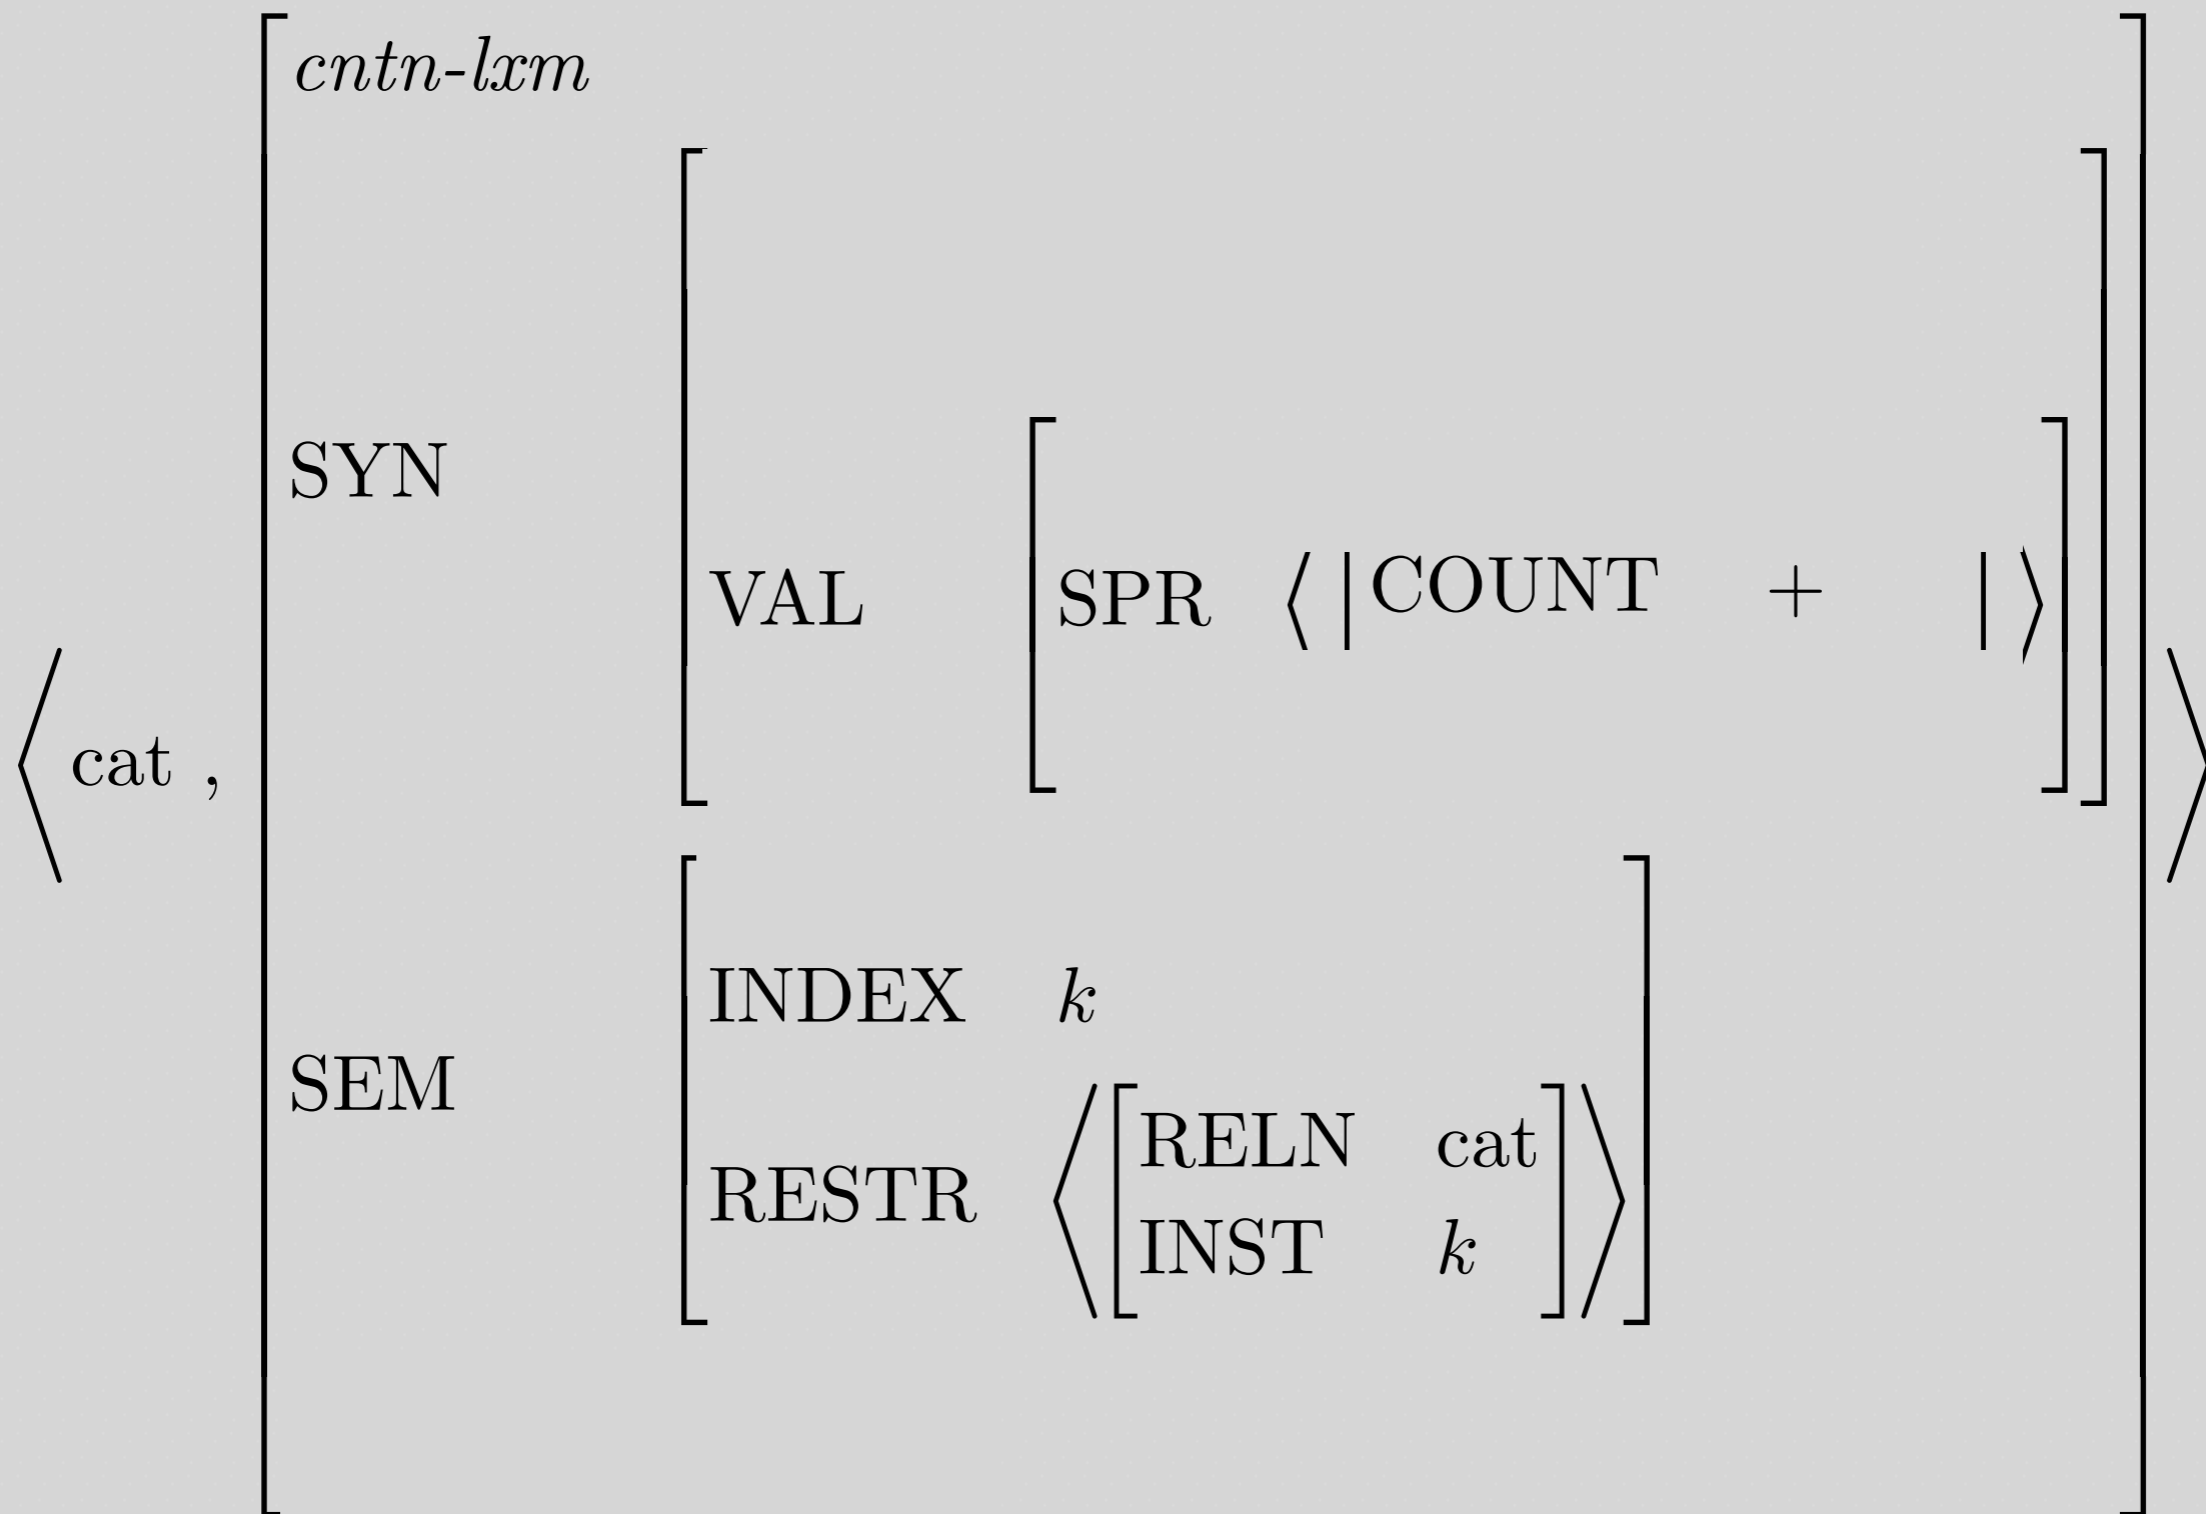 cntn-lxm
SYN
VAL [SPR ⟨|COUNT +|⟩]
⟨cat ,
INDEX k
SEM
RESTR ⟨[RELN cat
INST k]⟩